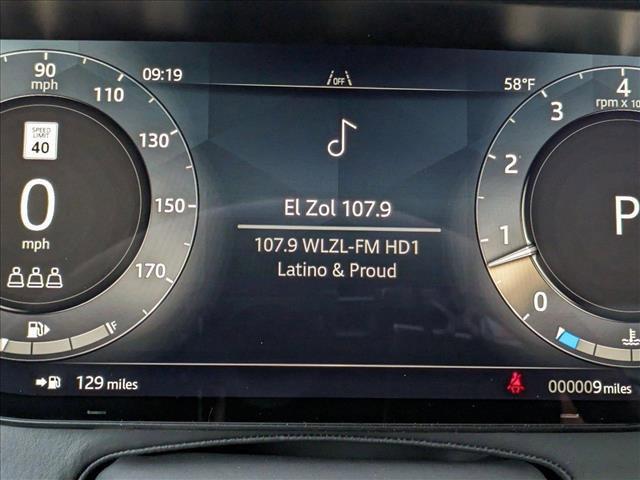 90
mph
110
130
150
170
SPEED
LIMIT
40
0
mph
F
09:19
OFF
58°F
El Zol 107.9
107.9 WLZL-FM HD1
Latino & Proud
4
rpm x 10
3
2
1
0
P
129 miles
000009 miles